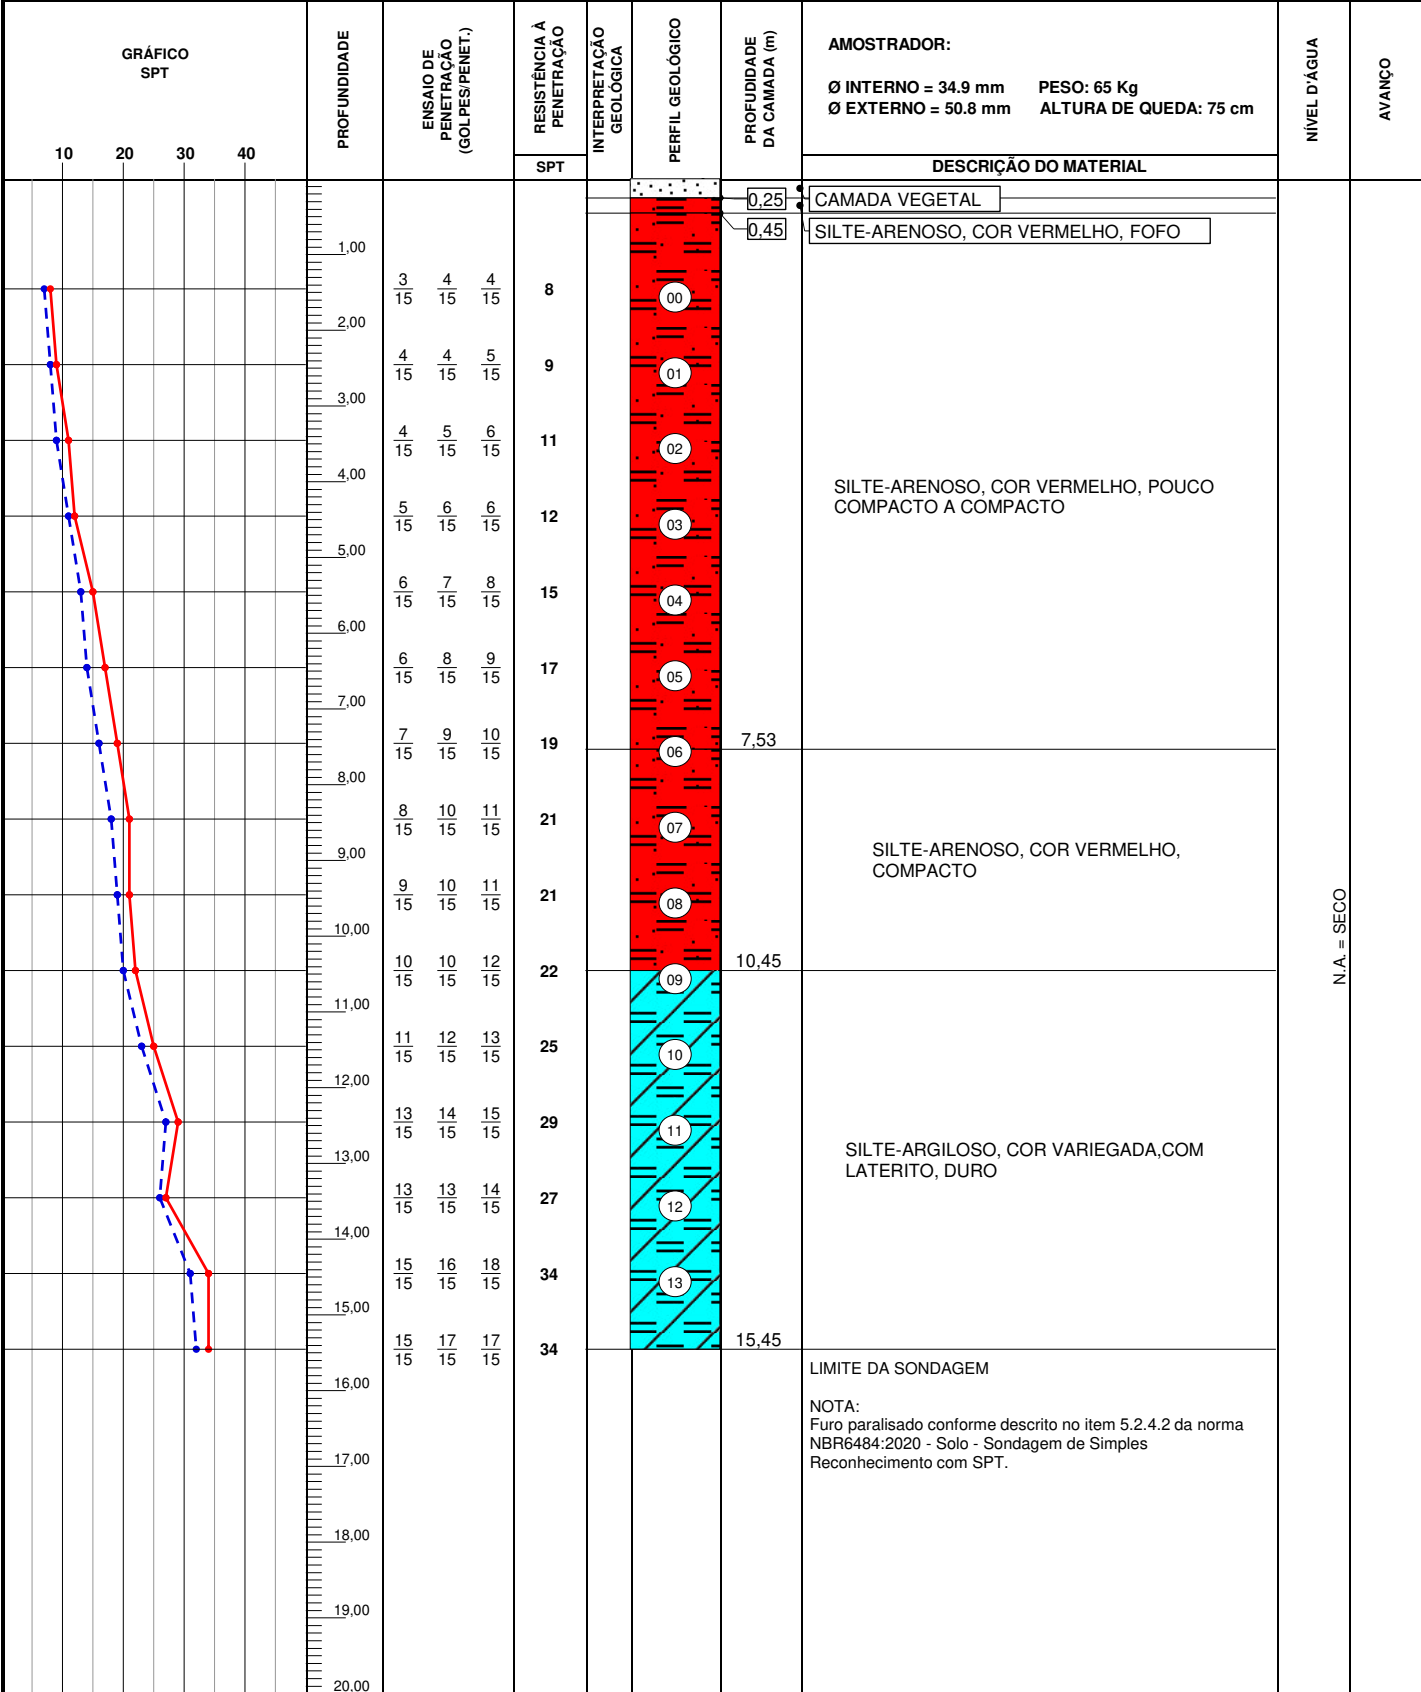 GRÁFICO
SPT
10 20 30 40
PROFUNDIDADE
ENSAIO DE
PENETRAÇÃO
(GOLPES/PENET.)
RESISTÊNCIA À
PENETRAÇÃO
SPT
INTERPRETAÇÃO
GEOLÓGICA
PERFIL GEOLÓGICO
PROFUDIDADE
DA CAMADA (m)
AMOSTRADOR:
Ø INTERNO = 34.9 mm PESO: 65 Kg
Ø EXTERNO = 50.8 mm ALTURA DE QUEDA: 75 cm
DESCRIÇÃO DO MATERIAL
NÍVEL D'ÁGUA
AVANÇO
0,25 CAMADA VEGETAL
0,45 SILTE-ARENOSO, COR VERMELHO, FOFO
1,00
3 4 4
15 15 15
8
00
2,00
4 4 5
15 15 15
9
01
3,00
4 5 6
15 15 15
11
02
4,00
SILTE-ARENOSO, COR VERMELHO, POUCO
COMPACTO A COMPACTO
5 6 6
15 15 15
12
03
5,00
6 7 8
15 15 15
15
04
6,00
6 8 9
15 15 15
17
05
7,00
7 9 10
15 15 15
19
06
7,53
8,00
8 10 11
15 15 15
21
07
9,00
SILTE-ARENOSO, COR VERMELHO,
COMPACTO
9 10 11
15 15 15
21
08
10,00
N.A. = SECO
10 10 12
15 15 15
22
09
10,45
11,00
11 12 13
15 15 15
25
10
12,00
13 14 15
15 15 15
29
11
13,00
SILTE-ARGILOSO, COR VARIEGADA,COM
LATERITO, DURO
13 13 14
15 15 15
27
12
14,00
15 16 18
15 15 15
34
13
15,00
15 17 17
15 15 15
34
15,45
16,00
LIMITE DA SONDAGEM
NOTA:
Furo paralisado conforme descrito no item 5.2.4.2 da norma
NBR6484:2020 - Solo - Sondagem de Simples
Reconhecimento com SPT.
17,00
18,00
19,00
20,00